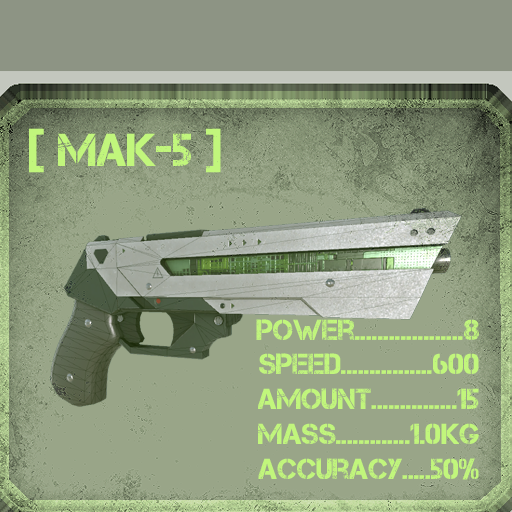 [ MAK-5 ]
POWER..................8
SPEED................600
AMOUNT...............15
MASS.............1.0KG
ACCURACY.....50%